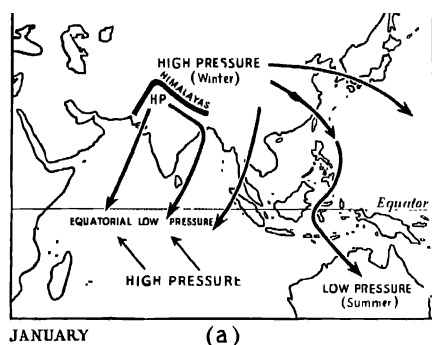 HIGH PRESSURE
(Winter)
HIMALAYAS
HP
Equator
EQUATORIAL LOW PRESSURE
HIGH PRESSURE
LOW PRESSURE
(Summer)
JANUARY
(a)